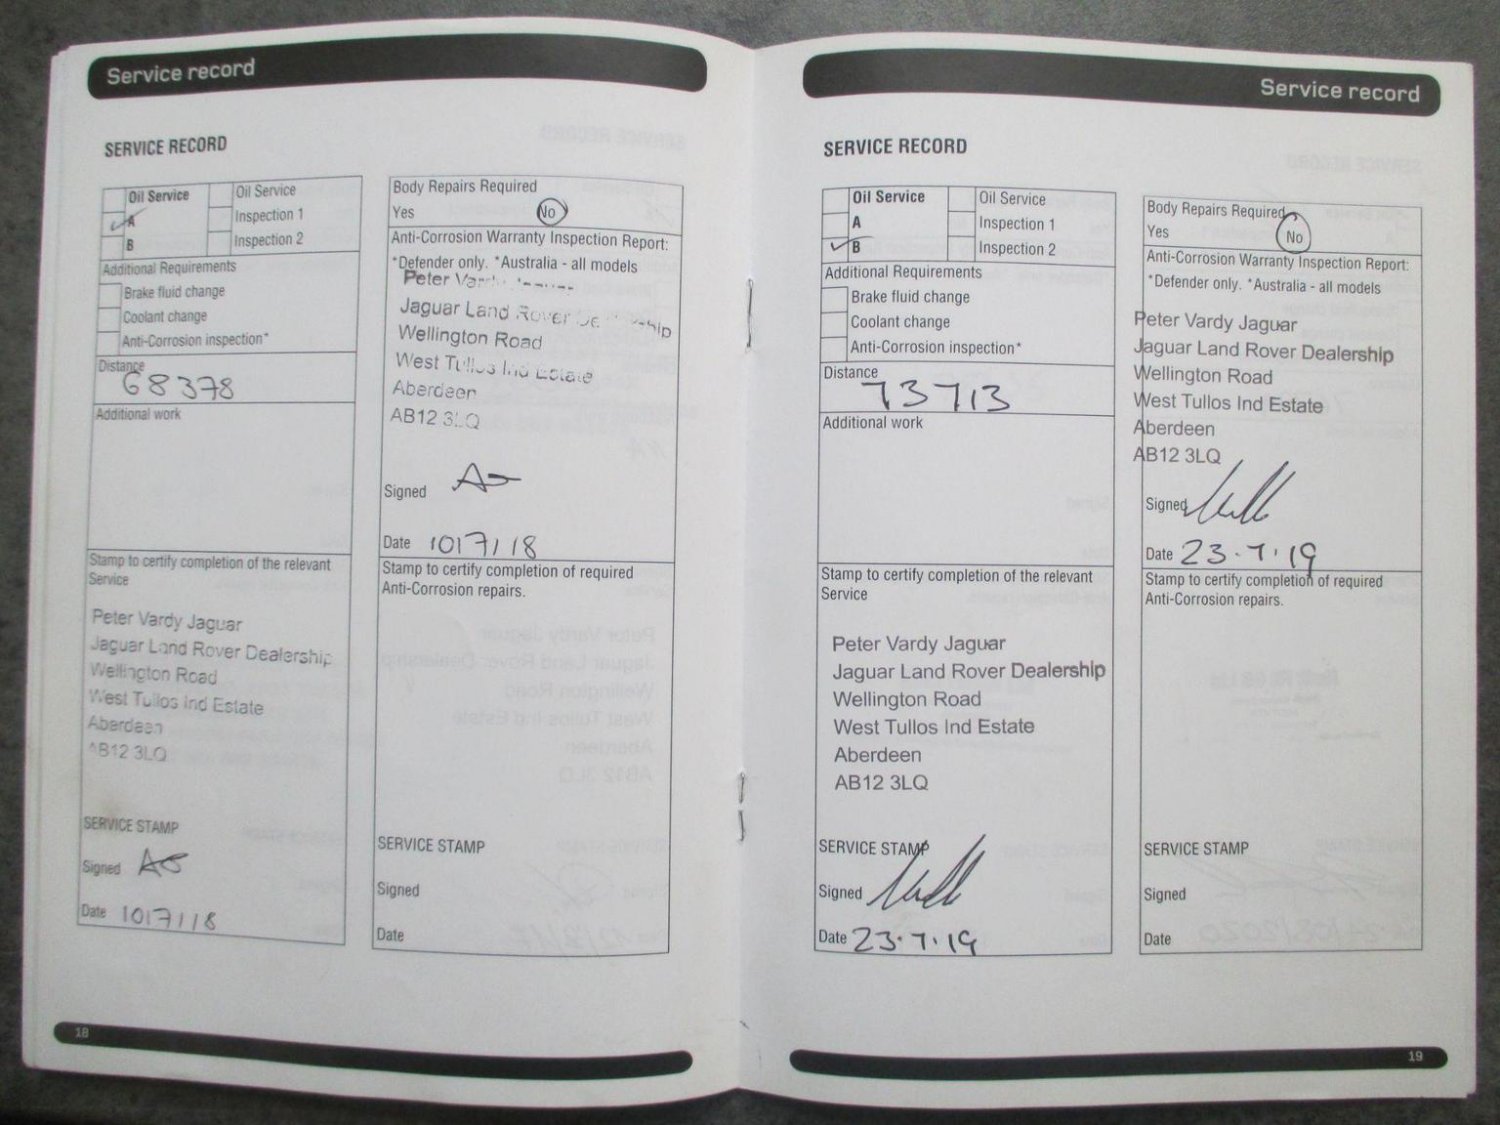 Service record
SERVICE RECORD
Oil Service
A
B
Oil Service
Inspection 1
Inspection 2
Additional Requirements
Brake fluid change
Coolant change
Anti-Corrosion inspection*
Distance
68378
Additional work
Stamp to certify completion of the relevant
Service
Peter Vardy Jaguar
Jaguar Land Rover Dealership
Wellington Road
West Tullos Ind Estate
Aberdeen
AB12 3LQ
SERVICE STAMP
Signed
Date 10/7/18
Body Repairs Required
Yes No
Anti-Corrosion Warranty Inspection Report:
*Defender only. *Australia - all models
Peter Vardy Jaguar
Jaguar Land Rover Dealership
Wellington Road
West Tullos Ind Estate
Aberdeen
AB12 3LQ
Signed
Date 10/7/18
Stamp to certify completion of required
Anti-Corrosion repairs.
SERVICE STAMP
Signed
Date
18
Service record
SERVICE RECORD
Oil Service
A
B
Oil Service
Inspection 1
Inspection 2
Additional Requirements
Brake fluid change
Coolant change
Anti-Corrosion inspection*
Distance
73713
Additional work
Stamp to certify completion of the relevant
Service
Peter Vardy Jaguar
Jaguar Land Rover Dealership
Wellington Road
West Tullos Ind Estate
Aberdeen
AB12 3LQ
SERVICE STAMP
Signed
Date 23.7.19
Body Repairs Required
Yes No
Anti-Corrosion Warranty Inspection Report:
*Defender only. *Australia - all models
Peter Vardy Jaguar
Jaguar Land Rover Dealership
Wellington Road
West Tullos Ind Estate
Aberdeen
AB12 3LQ
Signed
Date 23.7.19
Stamp to certify completion of required
Anti-Corrosion repairs.
SERVICE STAMP
Signed
Date
19